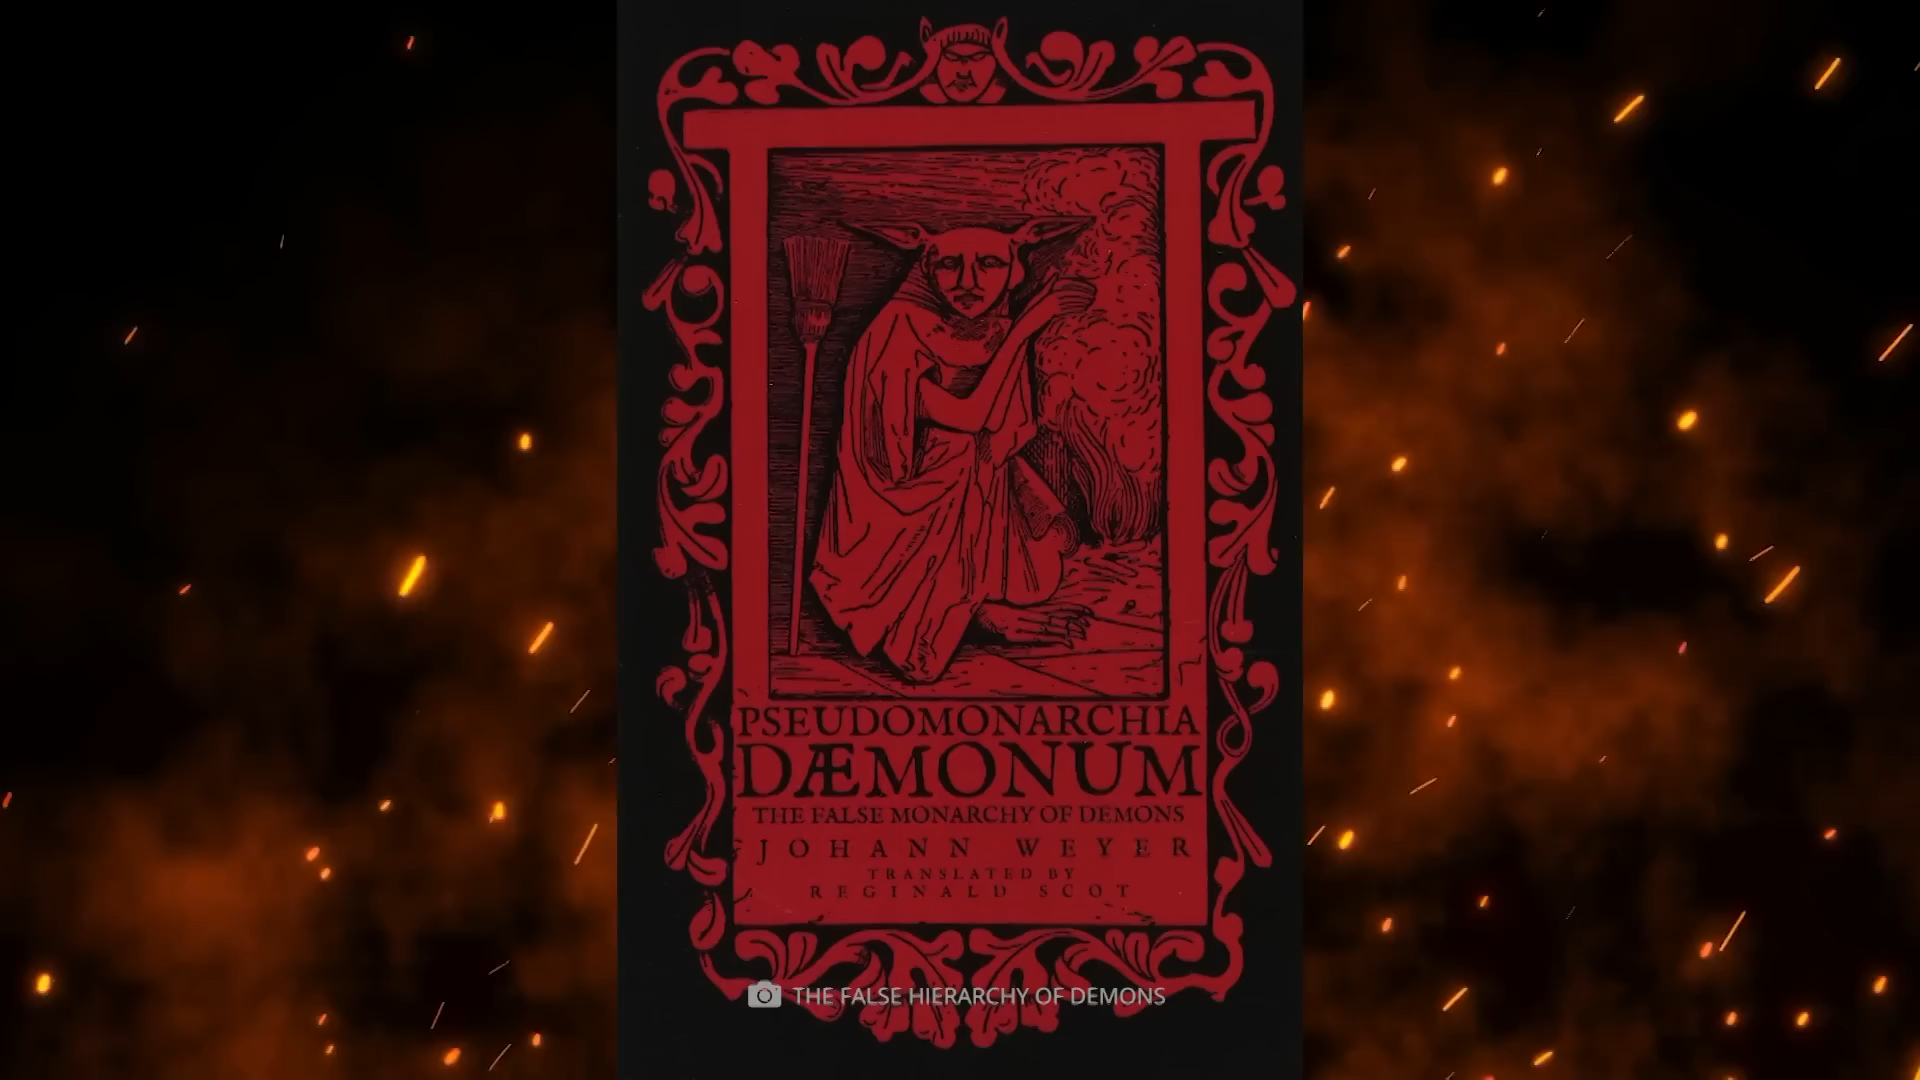 PSEUDOMONARCHIA
DÆMONUM
THE FALSE MONARCHY OF DEMONS
JOHANN WEYER
TRANSLATED BY
REGINALD SCOT
THE FALSE HIERARCHY OF DEMONS